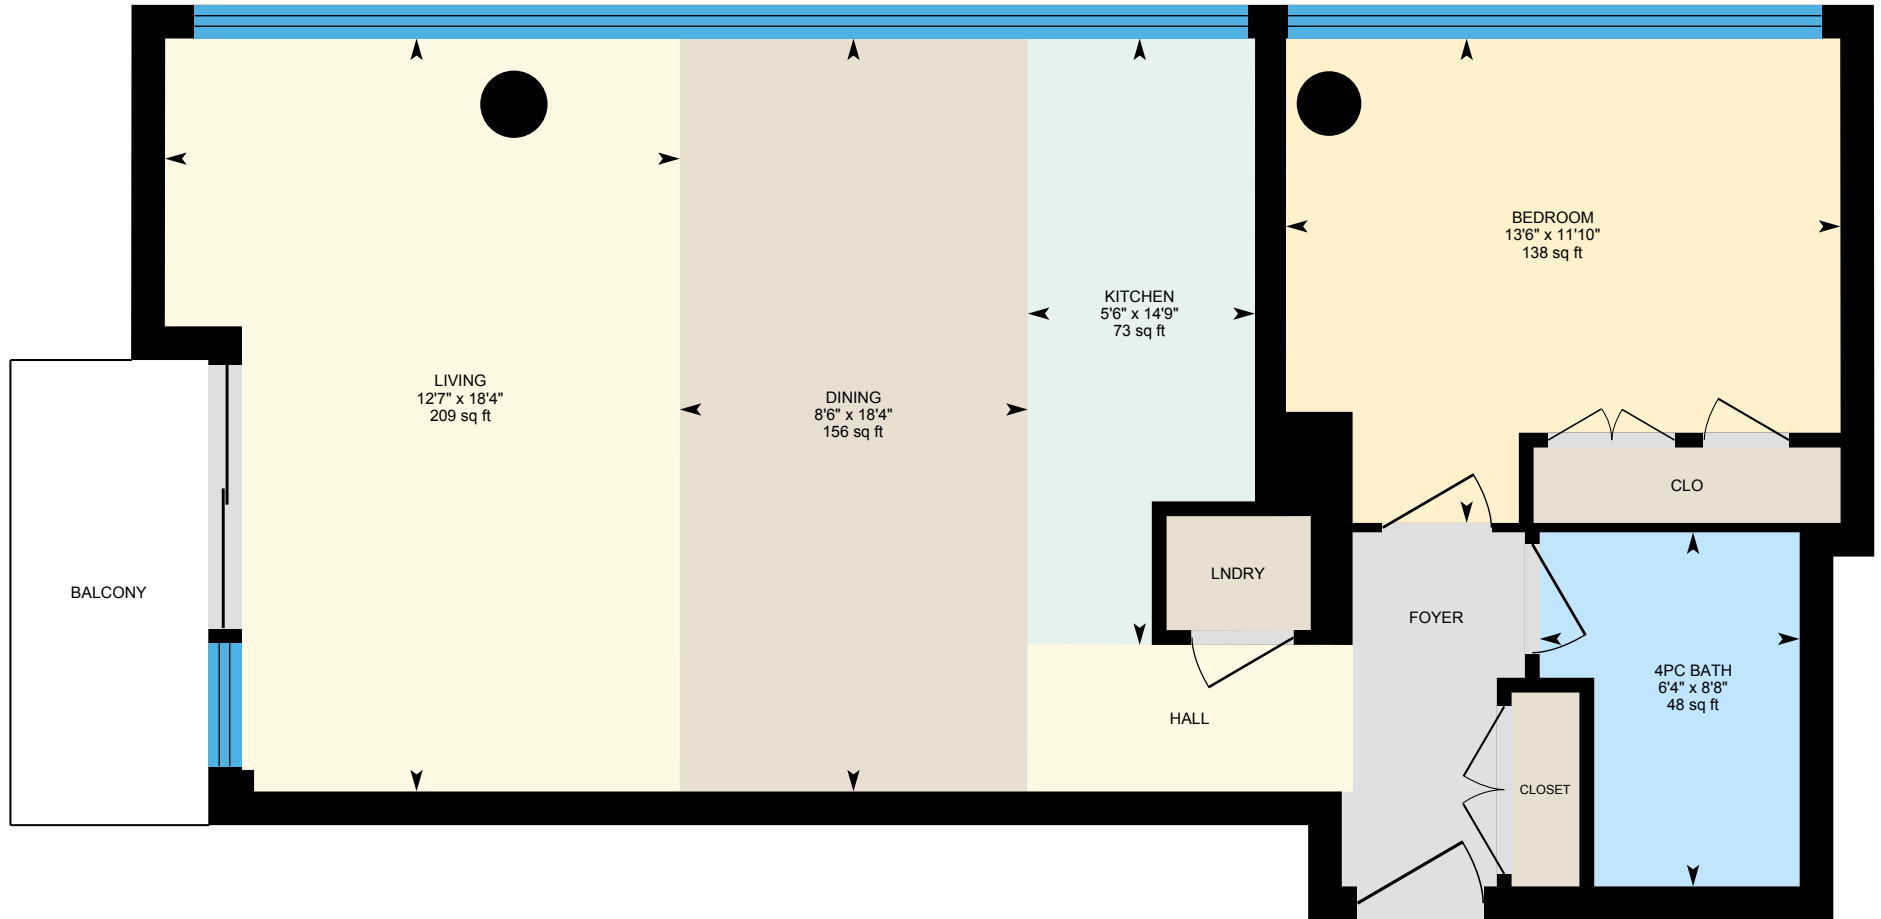 BEDROOM
13'6" x 11'10"
138 sq ft
KITCHEN
5'6" x 14'9"
73 sq ft
LIVING
12'7" x 18'4"
209 sq ft
DINING
8'6" x 18'4"
156 sq ft
CLO
LNDRY
BALCONY
FOYER
4PC BATH
6'4" x 8'8"
48 sq ft
HALL
CLOSET